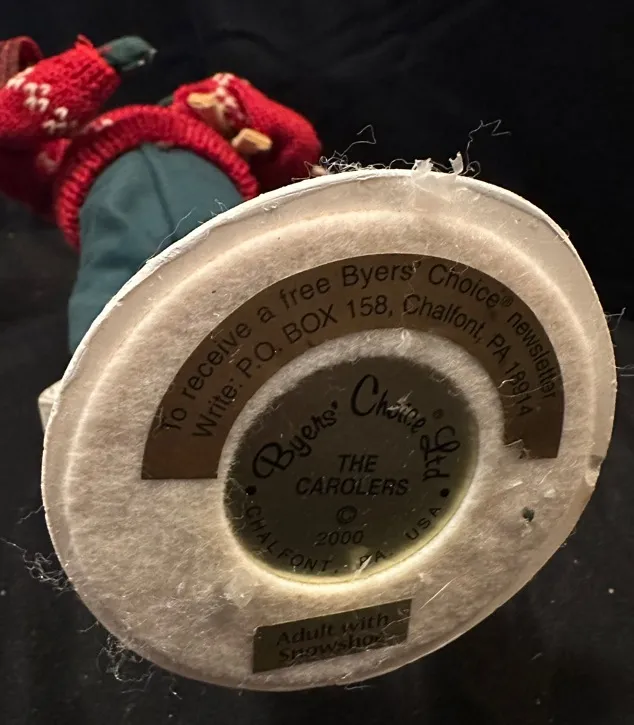 To receive a free Byers' Choice® newsletter
Write: P.O. BOX 158, Chalfont, PA 18914
Byers' Choice® Ltd
THE
CAROLERS
©
2000
• CHALFONT, PA. USA •
Adult with
Snowshoe